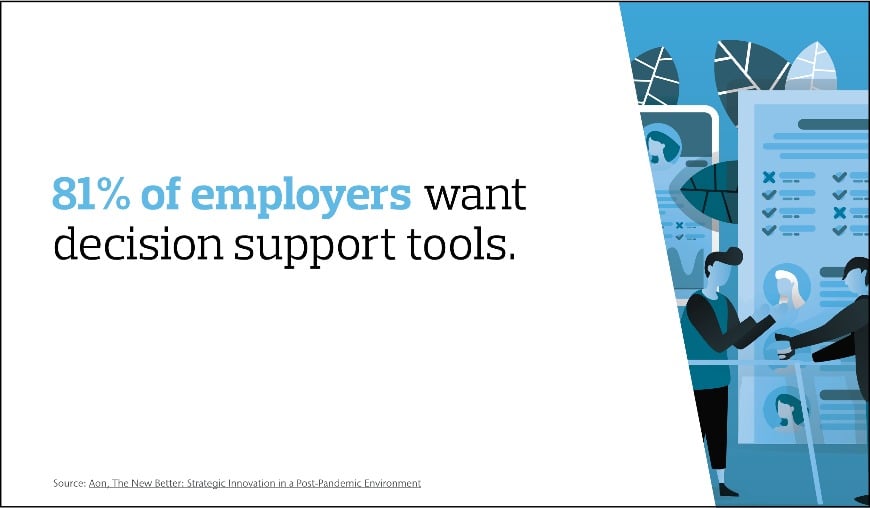 81% of employers want
decision support tools.
Source: Aon, The New Better: Strategic Innovation in a Post-Pandemic Environment